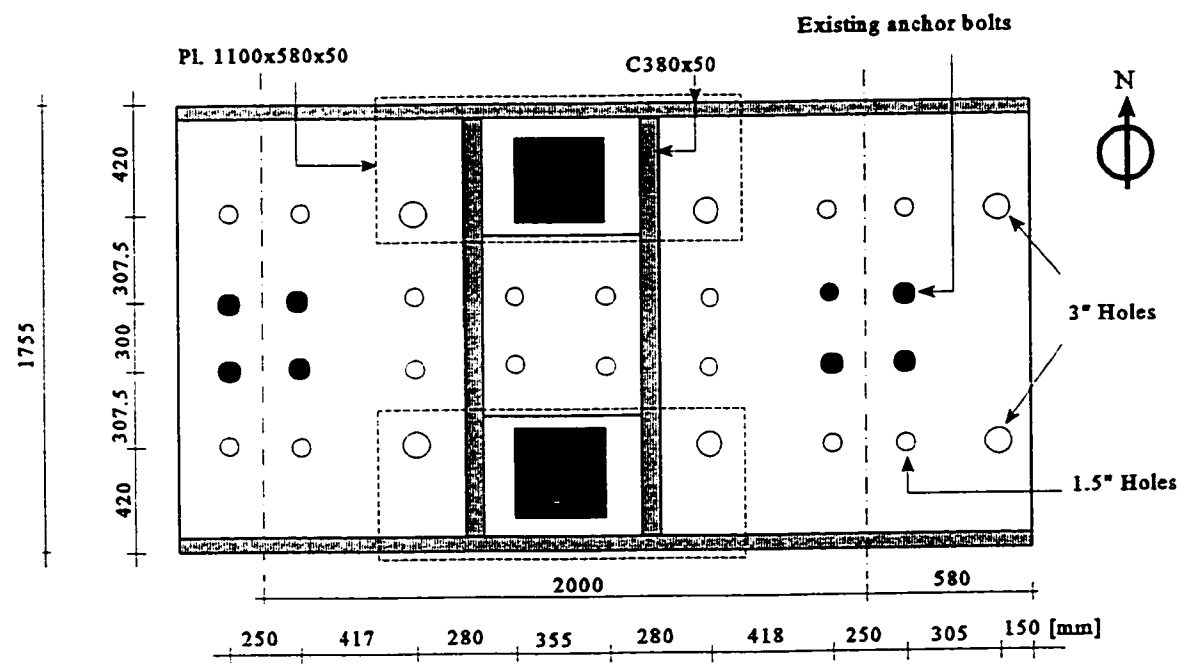 Existing anchor bolts
Pl. 1100x580x50
C380x50
N
420
307.5
300
307.5
420
1755
3" Holes
1.5" Holes
2000
580
250 417 280 355 280 418 250 305 150 [mm]